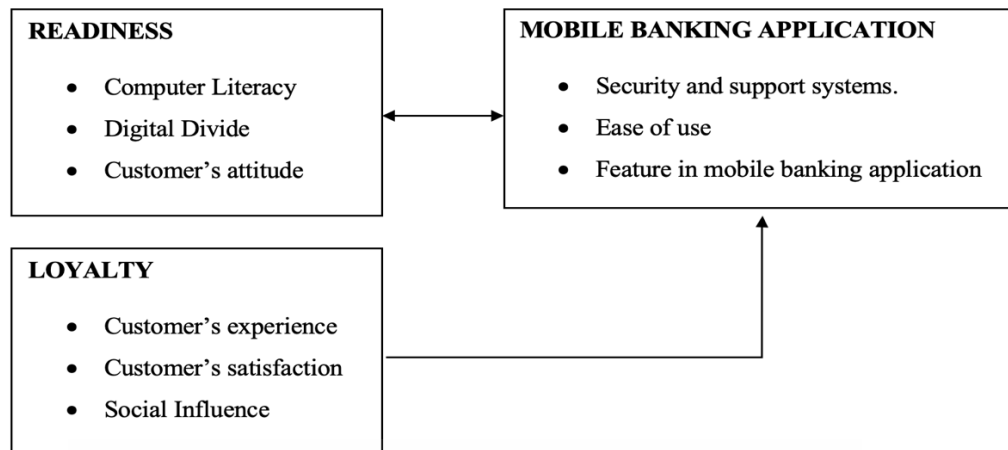 READINESS
• Computer Literacy
• Digital Divide
• Customer’s attitude
MOBILE BANKING APPLICATION
• Security and support systems.
• Ease of use
• Feature in mobile banking application
LOYALTY
• Customer’s experience
• Customer’s satisfaction
• Social Influence